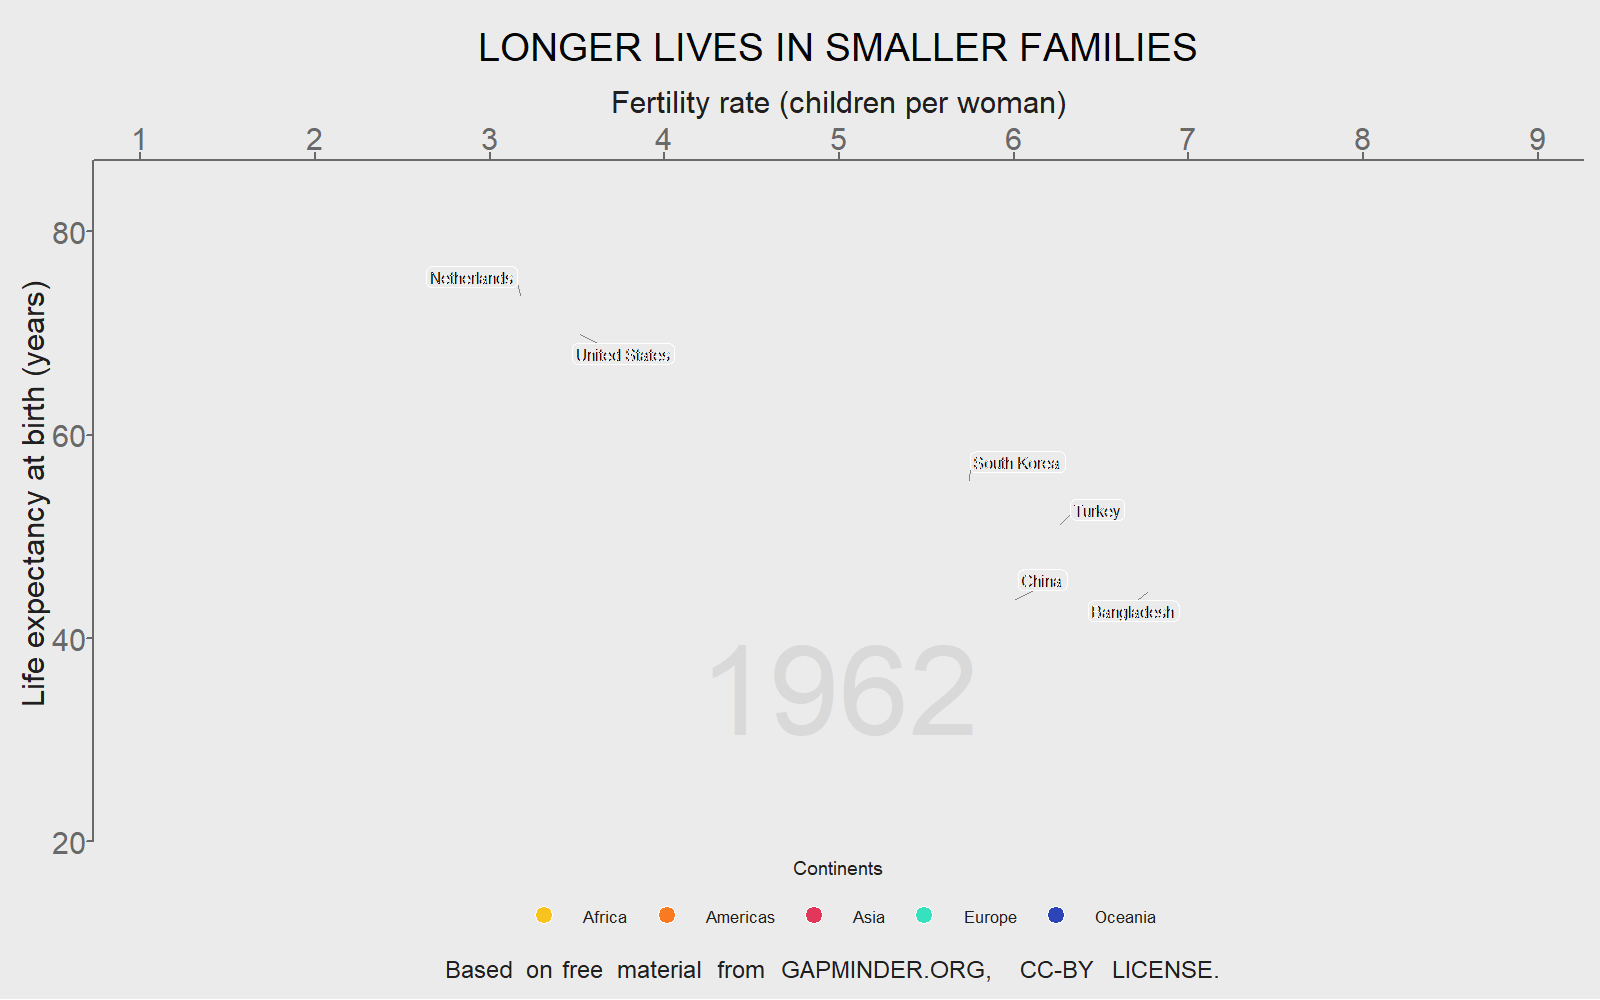 LONGER LIVES IN SMALLER FAMILIES
Fertility rate (children per woman)
1 2 3 4 5 6 7 8 9
Life expectancy at birth (years)
80
60
40
20
Netherlands
United States
South Korea
Turkey
China
Bangladesh
1962
Continents
Africa Americas Asia Europe Oceania
Based on free material from GAPMINDER.ORG, CC-BY LICENSE.